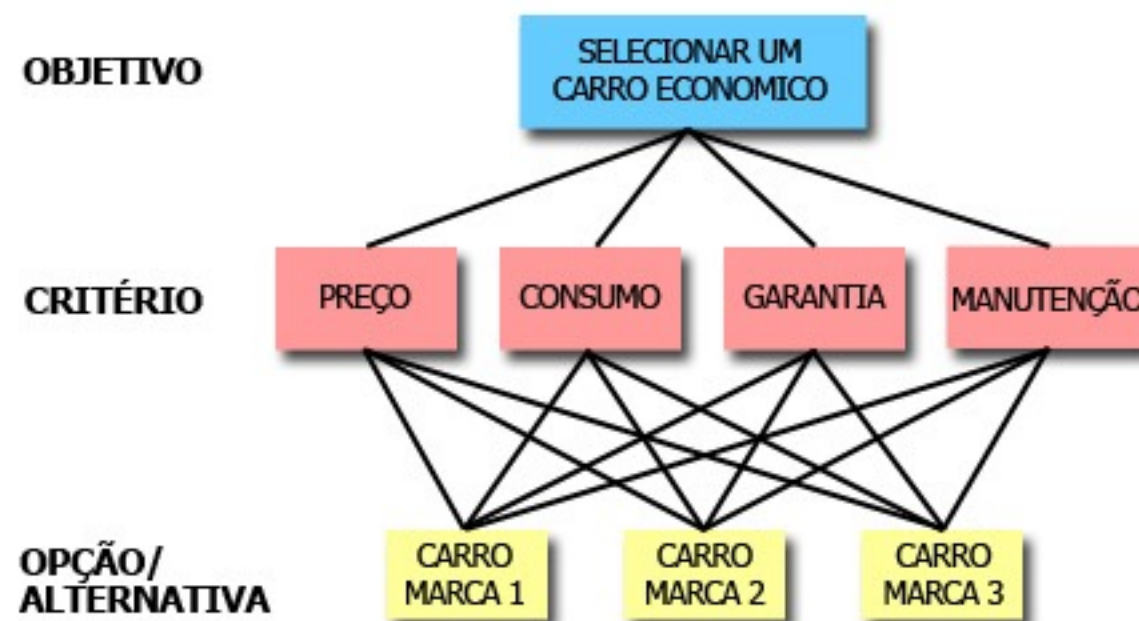 OBJETIVO
SELECIONAR UM
CARRO ECONOMICO
CRITÉRIO
PREÇO
CONSUMO
GARANTIA
MANUTENÇÃO
OPÇÃO/
ALTERNATIVA
CARRO
MARCA 1
CARRO
MARCA 2
CARRO
MARCA 3